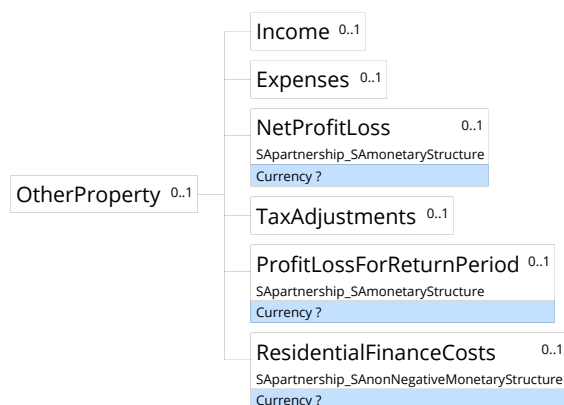 Income 0..1
Expenses 0..1
NetProfitLoss 0..1
SApartnership_SAmonetaryStructure
Currency ?
OtherProperty 0..1
TaxAdjustments 0..1
ProfitLossForReturnPeriod 0..1
SApartnership_SAmonetaryStructure
Currency ?
ResidentialFinanceCosts 0..1
SApartnership_SAnonNegativeMonetaryStructure
Currency ?